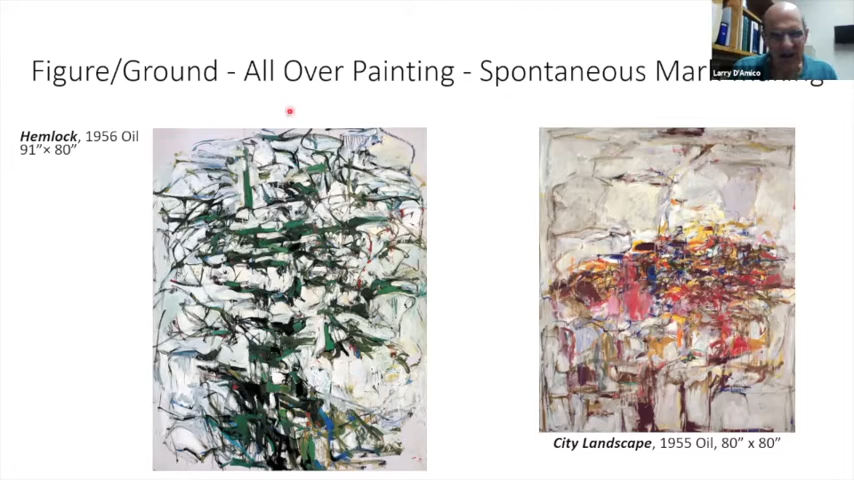 Figure/Ground - All Over Painting - Spontaneous Mark
Larry D'Amico
Hemlock, 1956 Oil
91”× 80”
City Landscape, 1955 Oil, 80” x 80”